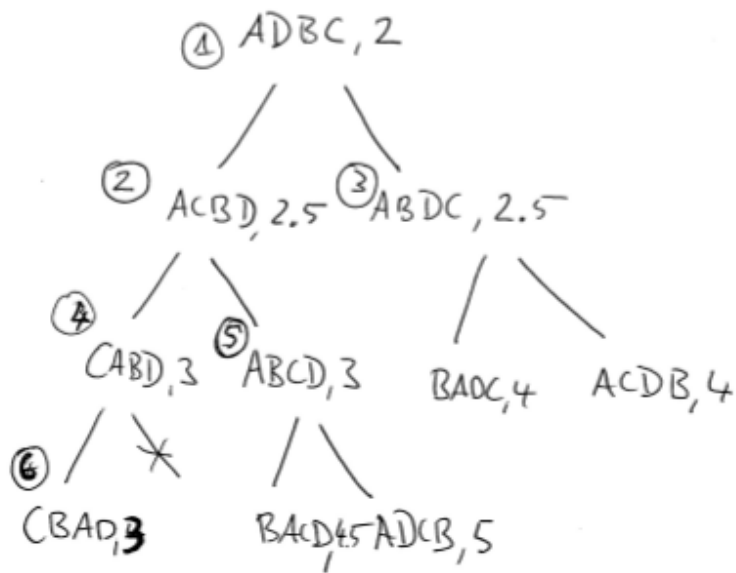 ① ADBC, 2
② ACBD, 2.5 ③ ABDC, 2.5
④ CABD, 3 ⑤ ABCD, 3 BADC, 4 ACDB, 4
⑥ CBAD, 3 BACD, 4.5 ADCB, 5